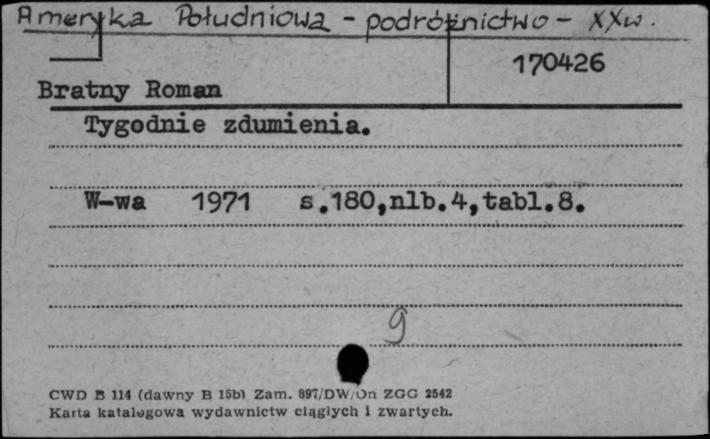 Ameryka Południowa - podróżnictwo - XXw.
170426
Bratny Roman
Tygodnie zdumienia.
W-wa 1971 s.180,nlb.4,tabl.8.
9
CWD B 114 (dawny B 15b) Zam. 897/DW/On ZGG 2542
Karta katalogowa wydawnictw ciągłych i zwartych.